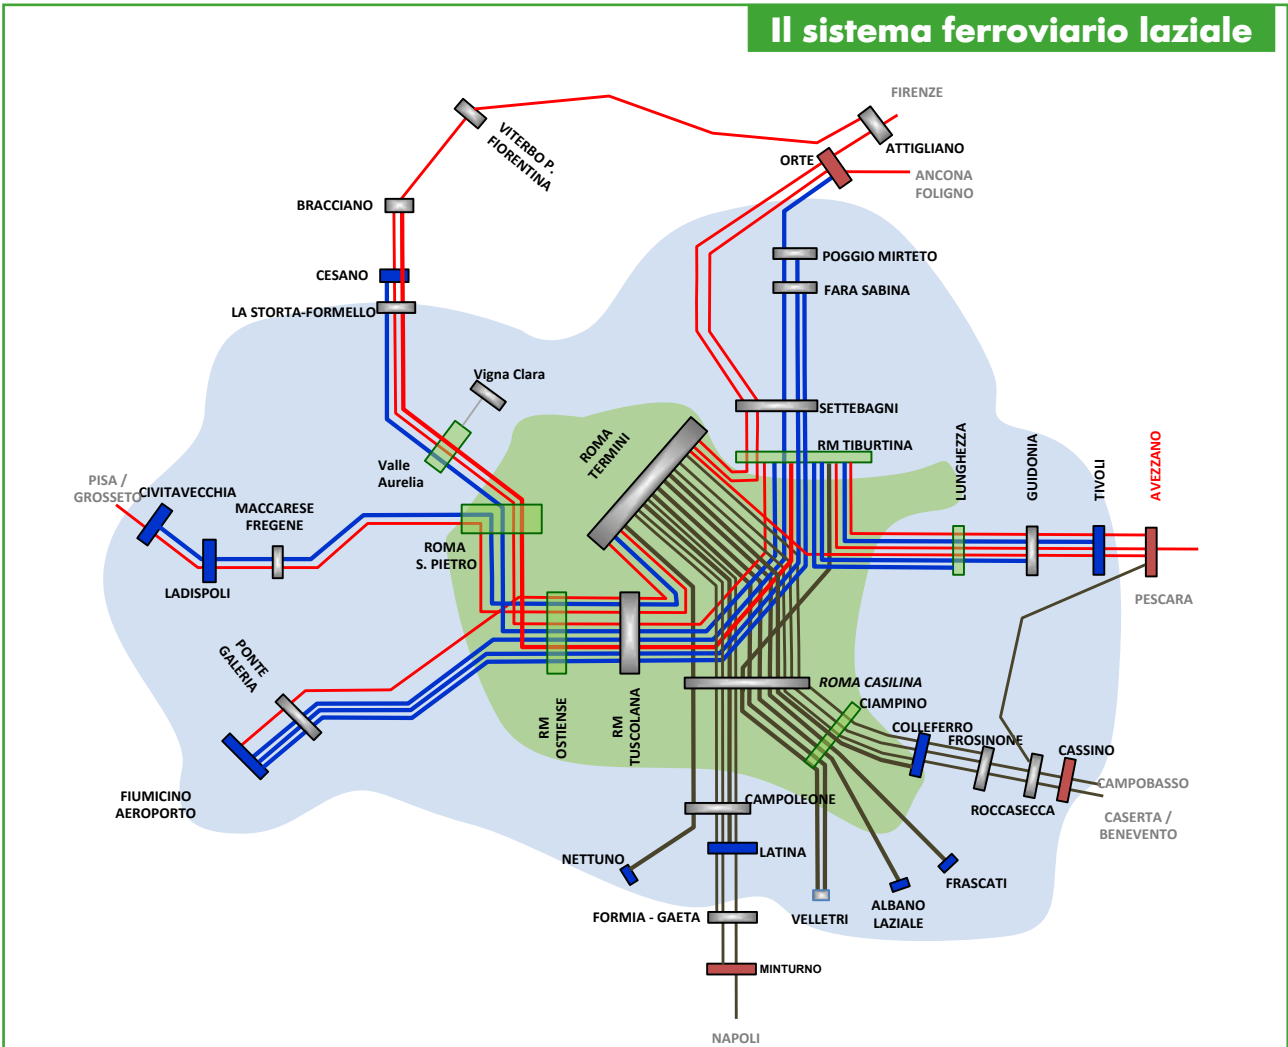 Il sistema ferroviario laziale
FIRENZE
VITERBO P.
FIORENTINA
ATTIGLIANO
ORTE
ANCONA
FOLIGNO
BRACCIANO
POGGIO MIRTETO
CESANO
FARA SABINA
LA STORTA-FORMELLO
Vigna Clara
SETTEBAGNI
ROMA
TERMINI
RM TIBURTINA
LUNGHEZZA
GUIDONIA
TIVOLI
AVEZZANO
Valle
Aurelia
PISA /
GROSSETO
CIVITAVECCHIA
MACCARESE
FREGENE
ROMA
S. PIETRO
LADISPOLI
PESCARA
PONTE
GALERIA
RM
OSTIENSE
RM
TUSCOLANA
ROMA CASILINA
CIAMPINO
COLLEFERRO
FROSINONE
CASSINO
CAMPOBASSO
ROCCASECCA
CASERTA /
BENEVENTO
FIUMICINO
AEROPORTO
CAMPOLEONE
NETTUNO
LATINA
FRASCATI
ALBANO
LAZIALE
VELLETRI
FORMIA - GAETA
MINTURNO
NAPOLI